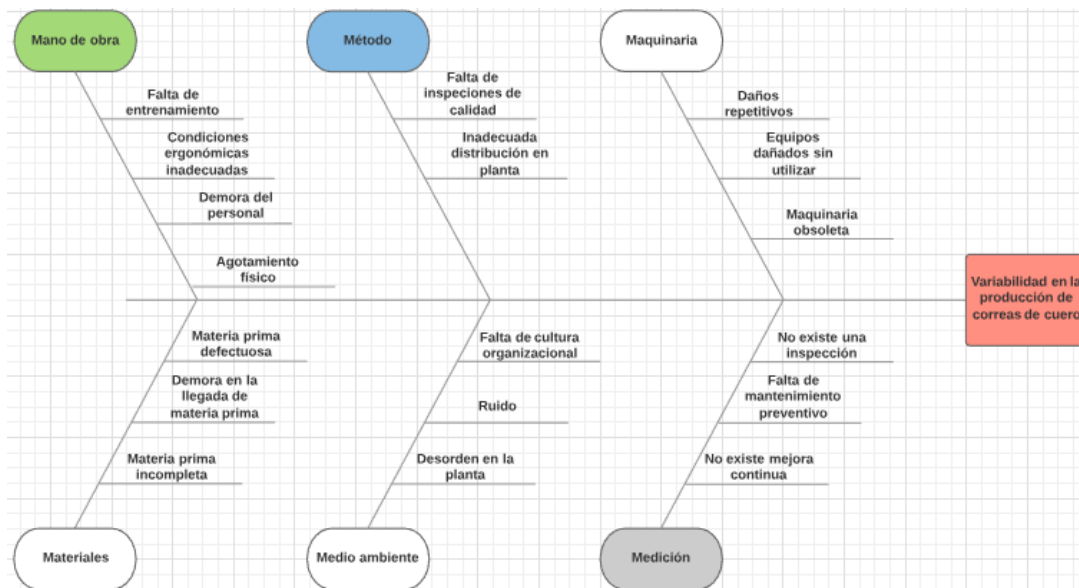 Mano de obra
Método
Maquinaria
Falta de
entrenamiento
Condiciones
ergonómicas
inadecuadas
Demora del
personal
Agotamiento
físico
Falta de
inspeciones de
calidad
Inadecuada
distribución en
planta
Daños
repetitivos
Equipos
dañados sin
utilizar
Maquinaria
obsoleta
Variabilidad en la
producción de
correas de cuero
Materia prima
defectuosa
Demora en la
llegada de
materia prima
Materia prima
incompleta
Falta de cultura
organizacional
Ruido
Desorden en la
planta
No existe una
inspección
Falta de
mantenimiento
preventivo
No existe mejora
continua
Materiales
Medio ambiente
Medición